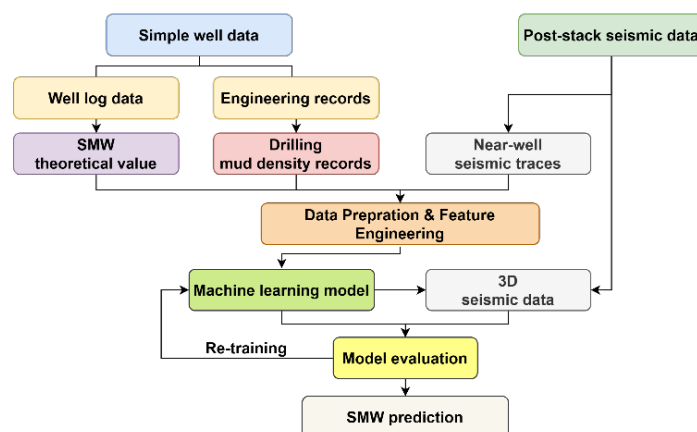 Simple well data
Post-stack seismic data
Well log data
Engineering records
SMW
theoretical value
Drilling
mud density records
Near-well
seismic traces
Data Prepration & Feature
Engineering
Machine learning model
3D
seismic data
Re-training
Model evaluation
SMW prediction